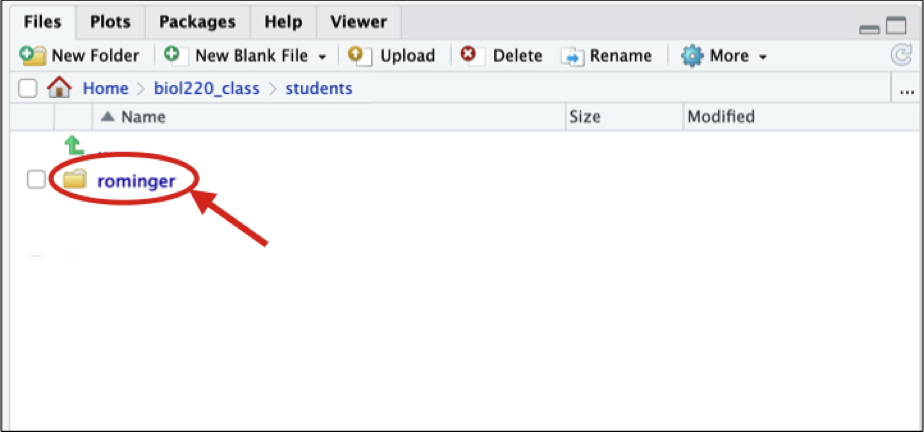 Files Plots Packages Help Viewer
New Folder New Blank File Upload Delete Rename More
Home > biol220_class > students ...
Name Size Modified
..
rominger